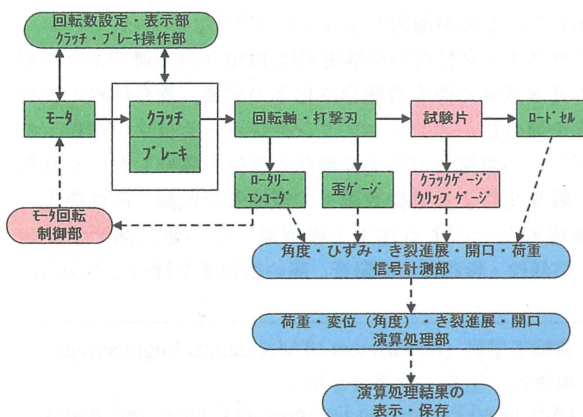 回転数設定・表示部
クラッチ・ブレーキ操作部
モータ
クラッチ
ブレーキ
回転軸・打撃刃
試験片
ロードセル
ロータリー
エンコーダ
歪ゲージ
クラックゲージ
クリップゲージ
モータ回転
制御部
角度・ひずみ・き裂進展・開口・荷重
信号計測部
荷重・変位（角度）・き裂進展・開口
演算処理部
演算処理結果の
表示・保存